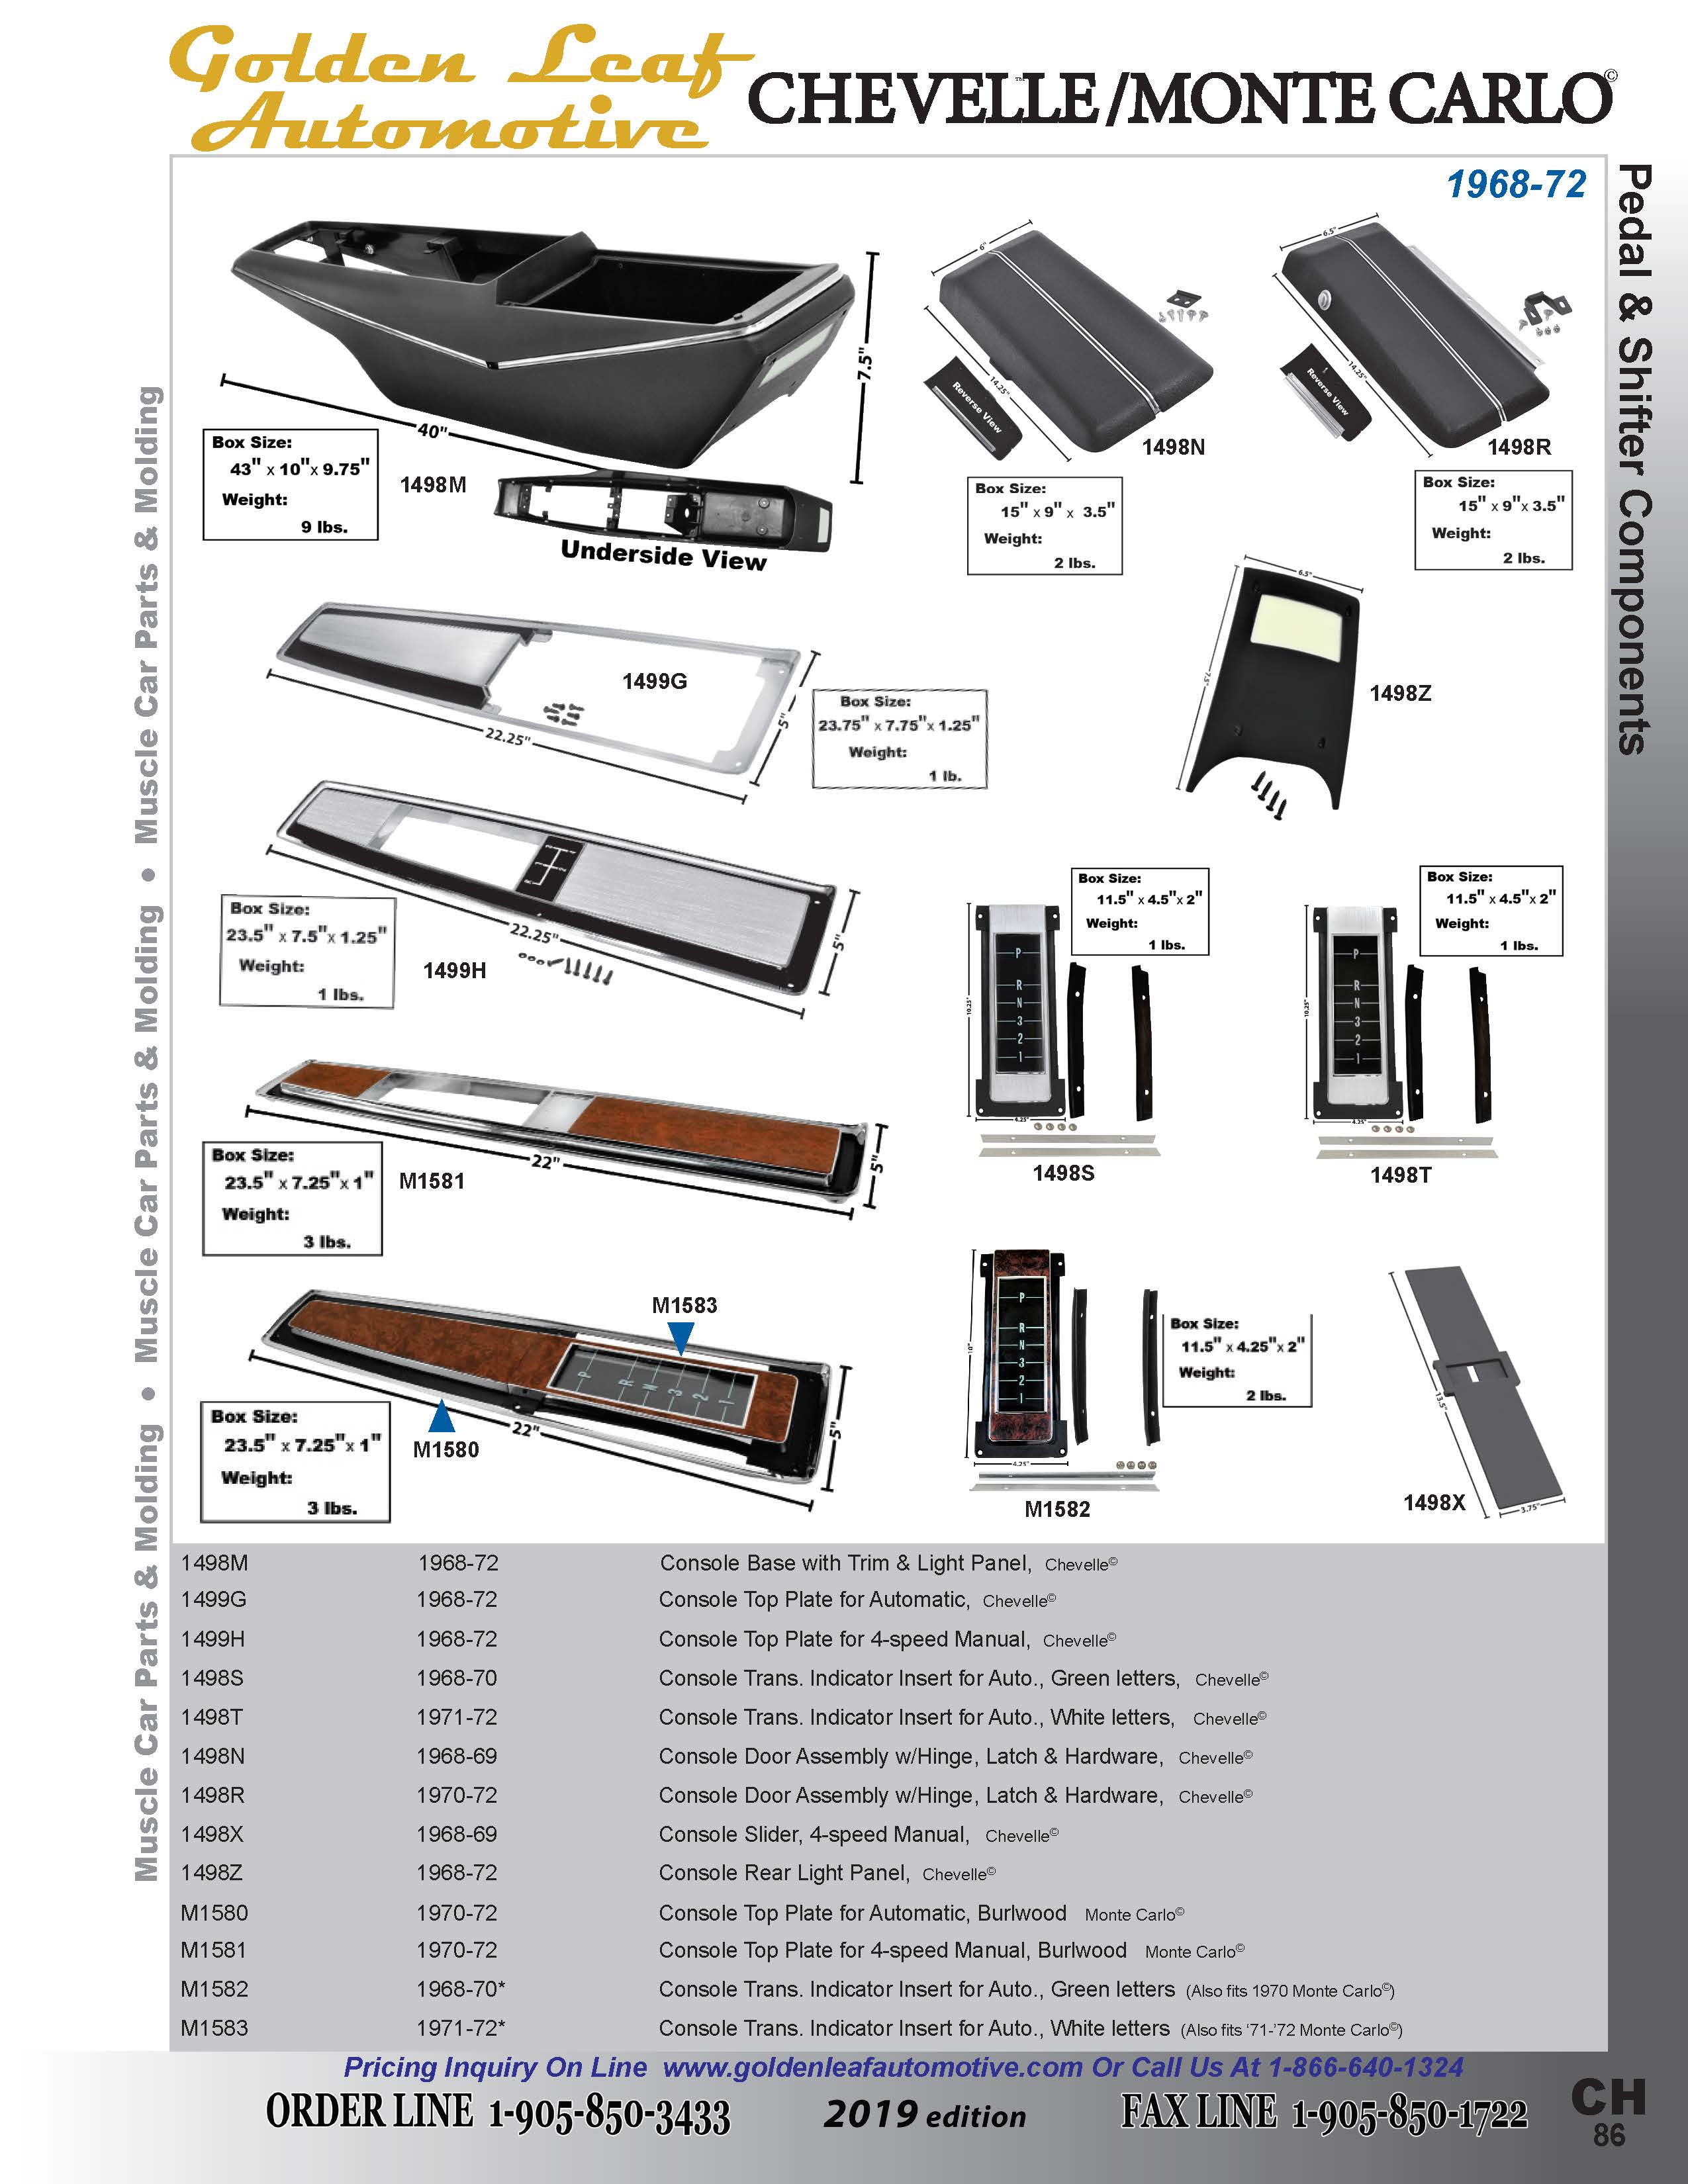 Golden Leaf
Automotive
CHEVELLE™/MONTE CARLO©
1968-72
Pedal & Shifter Components
Muscle Car Parts & Molding • Muscle Car Parts & Molding • Muscle Car Parts & Molding
7.5"
40"
Box Size:
43" x 10"x 9.75"
Weight:
9 lbs.
1498M
Underside View
6"
14.25"
Reverse View
1498N
Box Size:
15" x 9" x 3.5"
Weight:
2 lbs.
6.5"
14.25"
Reverse View
1498R
Box Size:
15" x 9"x 3.5"
Weight:
2 lbs.
1499G
22.25"
5"
Box Size:
23.75" x 7.75"x 1.25"
Weight:
1 lb.
6.5"
7.5"
1498Z
22.25"
5"
Box Size:
23.5" x 7.5"x 1.25"
Weight:
1 lbs.
1499H
Box Size:
11.5" x 4.5"x 2"
Weight:
1 lbs.
P
R
N
3
2
1
10.25"
4.25"
1498S
Box Size:
11.5" x 4.5"x 2"
Weight:
1 lbs.
P
R
N
3
2
1
10.25"
4.25"
1498T
22"
5"
Box Size:
23.5" x 7.25"x 1"
Weight:
3 lbs.
M1581
M1583
P
R
N
3
2
1
22"
5"
M1580
Box Size:
23.5" x 7.25"x 1"
Weight:
3 lbs.
P
R
N
3
2
1
10"
4.25"
M1582
Box Size:
11.5" x 4.25"x 2"
Weight:
2 lbs.
13.5"
3.75"
1498X
1498M 1968-72 Console Base with Trim & Light Panel, Chevelle©
1499G 1968-72 Console Top Plate for Automatic, Chevelle©
1499H 1968-72 Console Top Plate for 4-speed Manual, Chevelle©
1498S 1968-70 Console Trans. Indicator Insert for Auto., Green letters, Chevelle©
1498T 1971-72 Console Trans. Indicator Insert for Auto., White letters, Chevelle©
1498N 1968-69 Console Door Assembly w/Hinge, Latch & Hardware, Chevelle©
1498R 1970-72 Console Door Assembly w/Hinge, Latch & Hardware, Chevelle©
1498X 1968-69 Console Slider, 4-speed Manual, Chevelle©
1498Z 1968-72 Console Rear Light Panel, Chevelle©
M1580 1970-72 Console Top Plate for Automatic, Burlwood Monte Carlo©
M1581 1970-72 Console Top Plate for 4-speed Manual, Burlwood Monte Carlo©
M1582 1968-70* Console Trans. Indicator Insert for Auto., Green letters (Also fits 1970 Monte Carlo©)
M1583 1971-72* Console Trans. Indicator Insert for Auto., White letters (Also fits ‘71-’72 Monte Carlo©)
Pricing Inquiry On Line www.goldenleafautomotive.com Or Call Us At 1-866-640-1324
ORDER LINE 1-905-850-3433 2019 edition FAX LINE 1-905-850-1722
CH
86